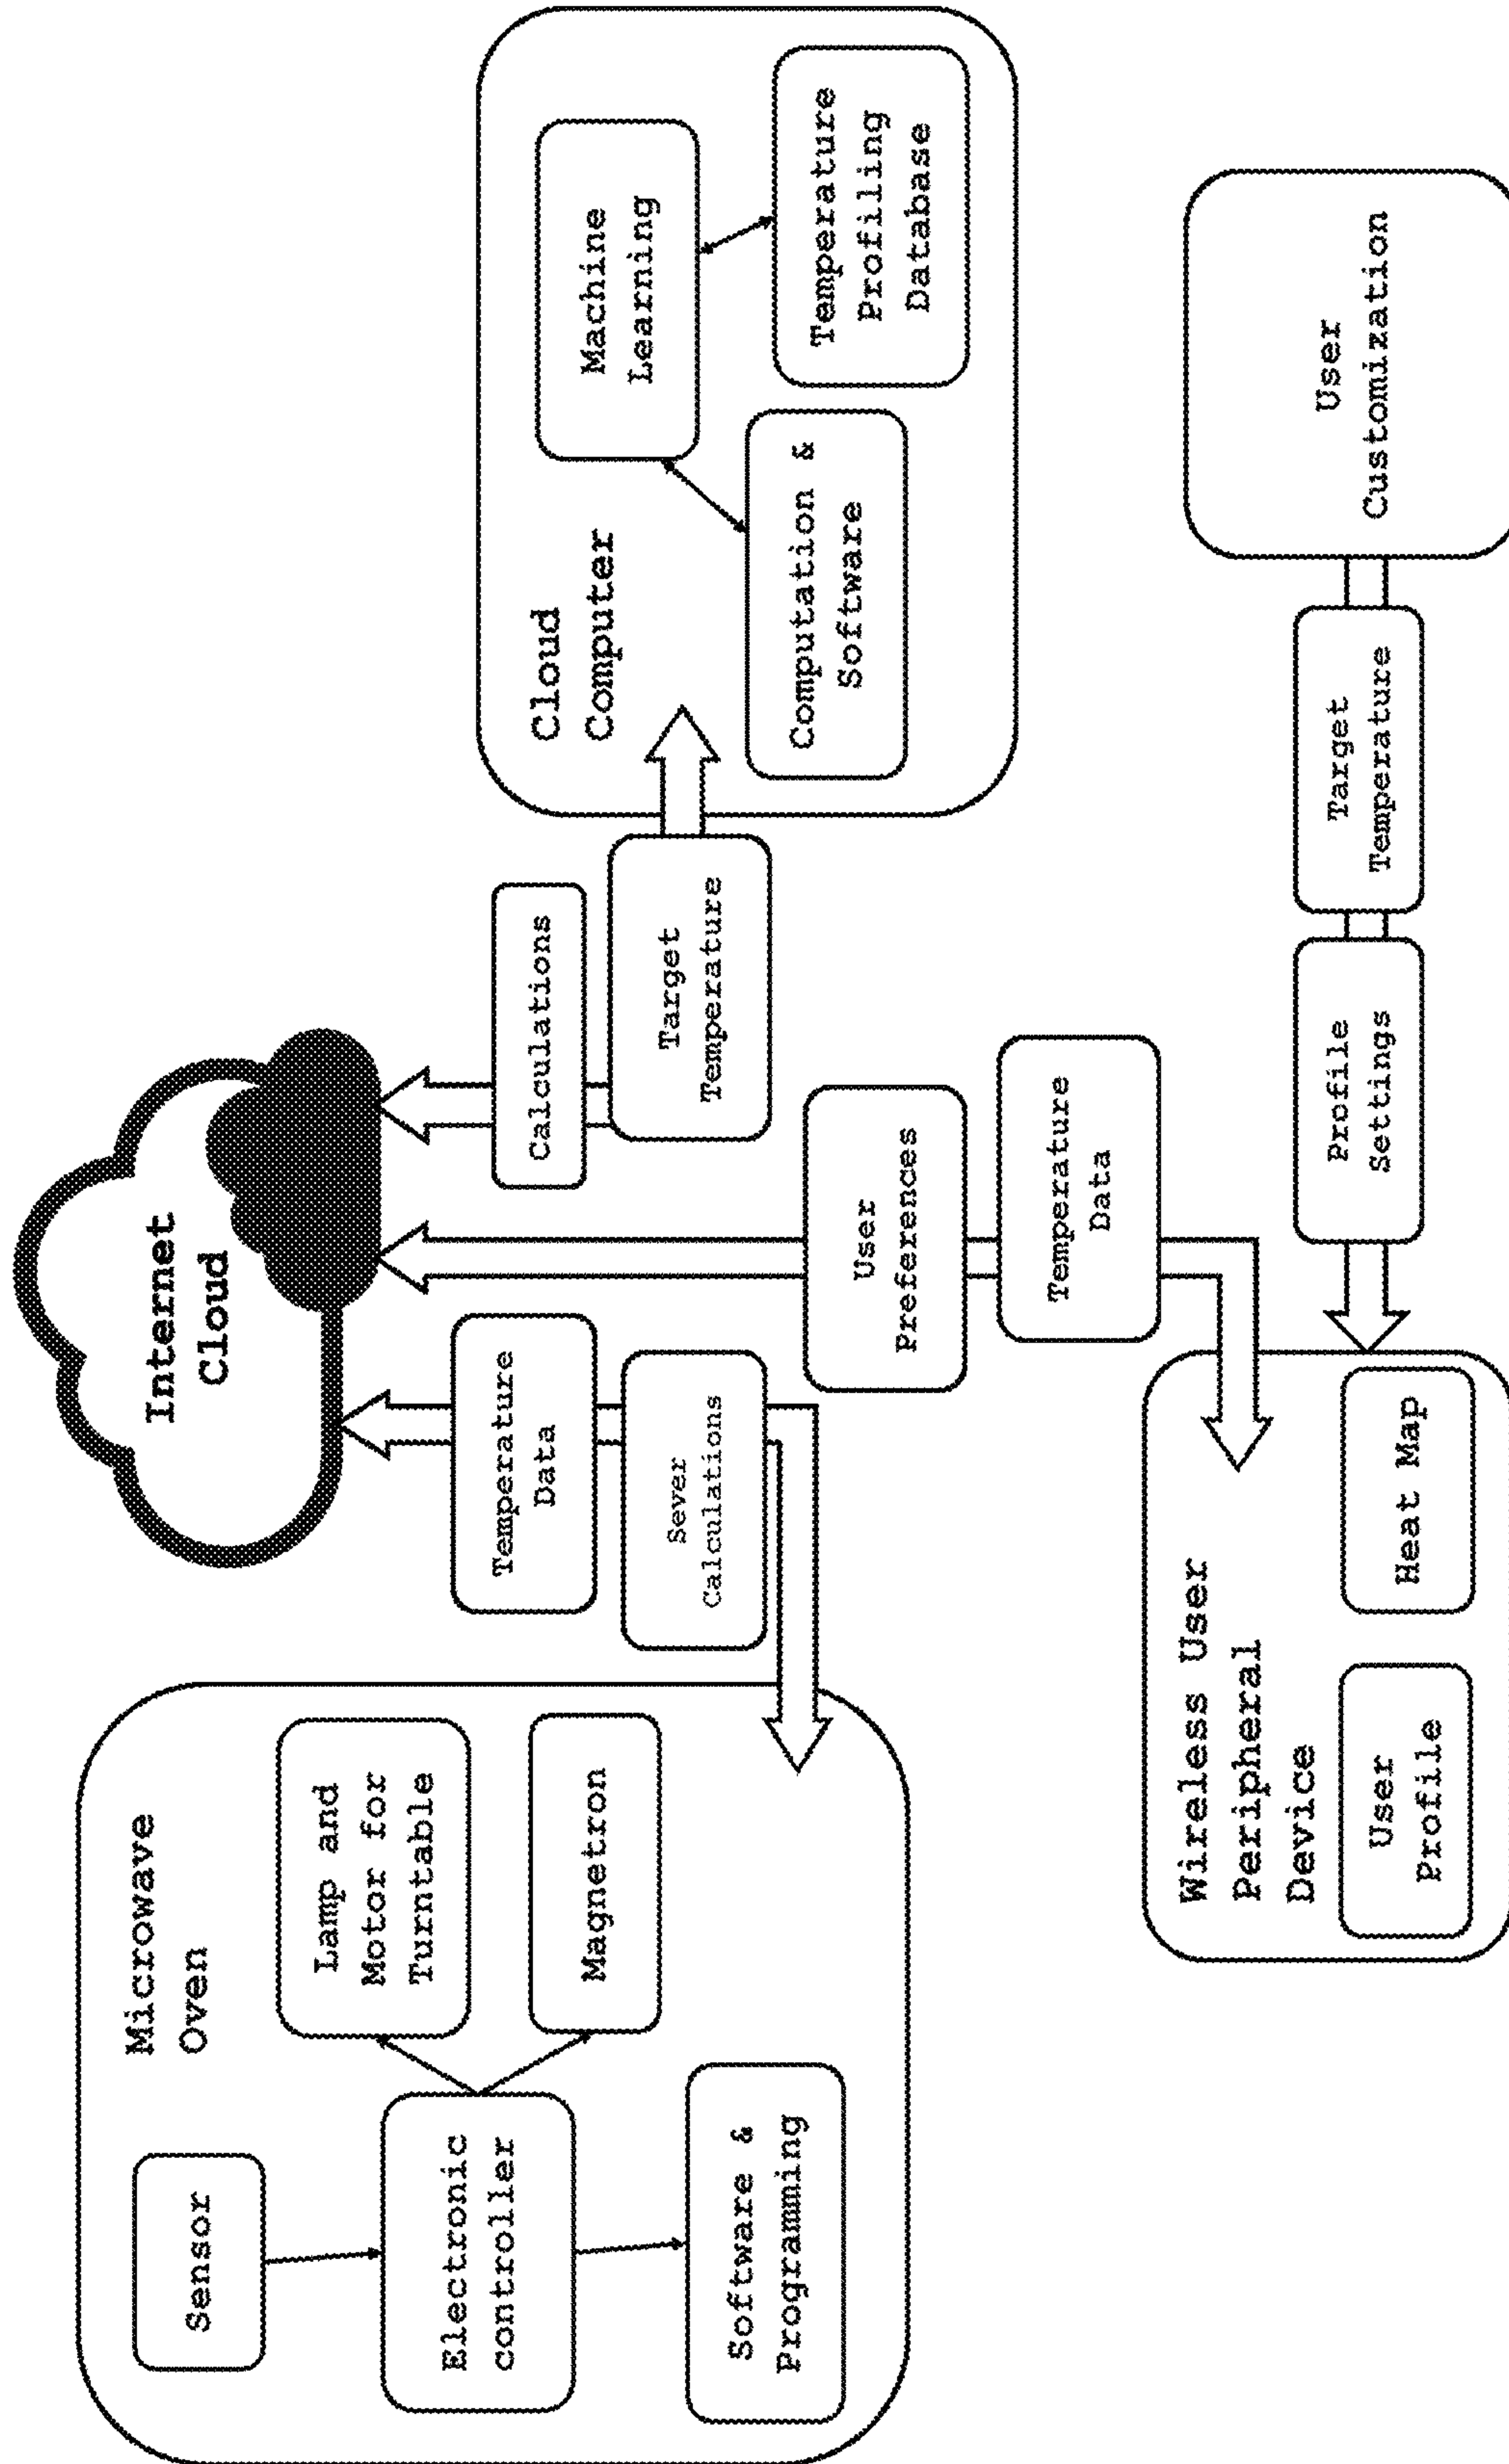 Internet
Cloud
Microwave
Oven
Sensor
Lamp and
Motor for
Turntable
Electronic
controller
Magnetron
Software &
Programming
Temperature
Data
Sever
Calculations
User
Preferences
Temperature
Data
Calculations
Target
Temperature
Cloud
Computer
Machine
Learning
Computation &
Software
Temperature
Profiling
Database
Wireless User
Peripheral
Device
User
Profile
Heat Map
Profile
Settings
Target
Temperature
User
Customization